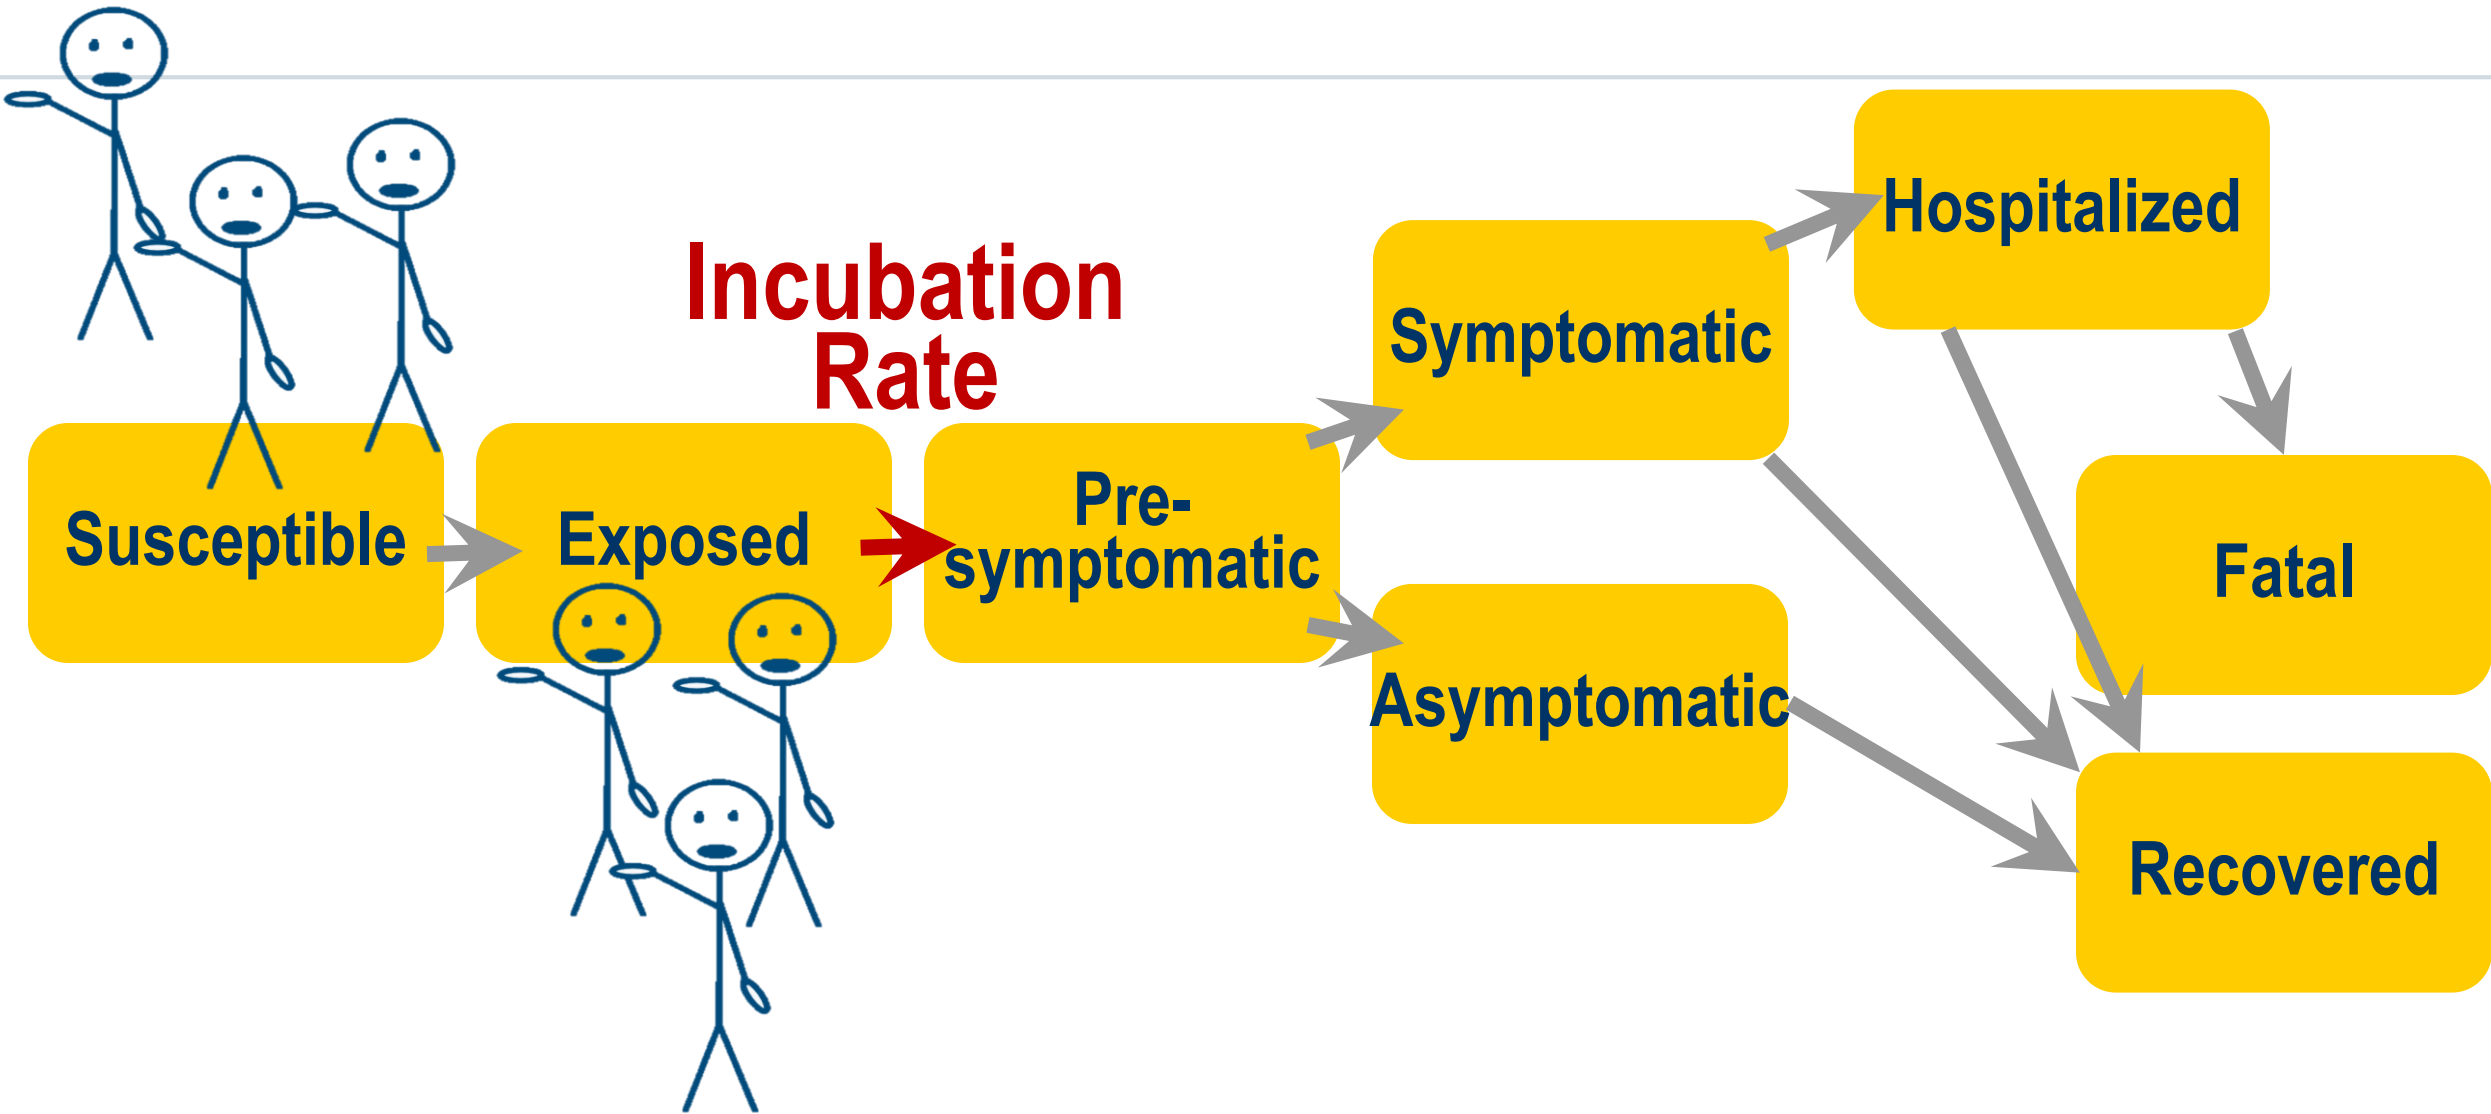 Incubation
Rate
Susceptible
Exposed
Pre-
symptomatic
Symptomatic
Asymptomatic
Hospitalized
Fatal
Recovered